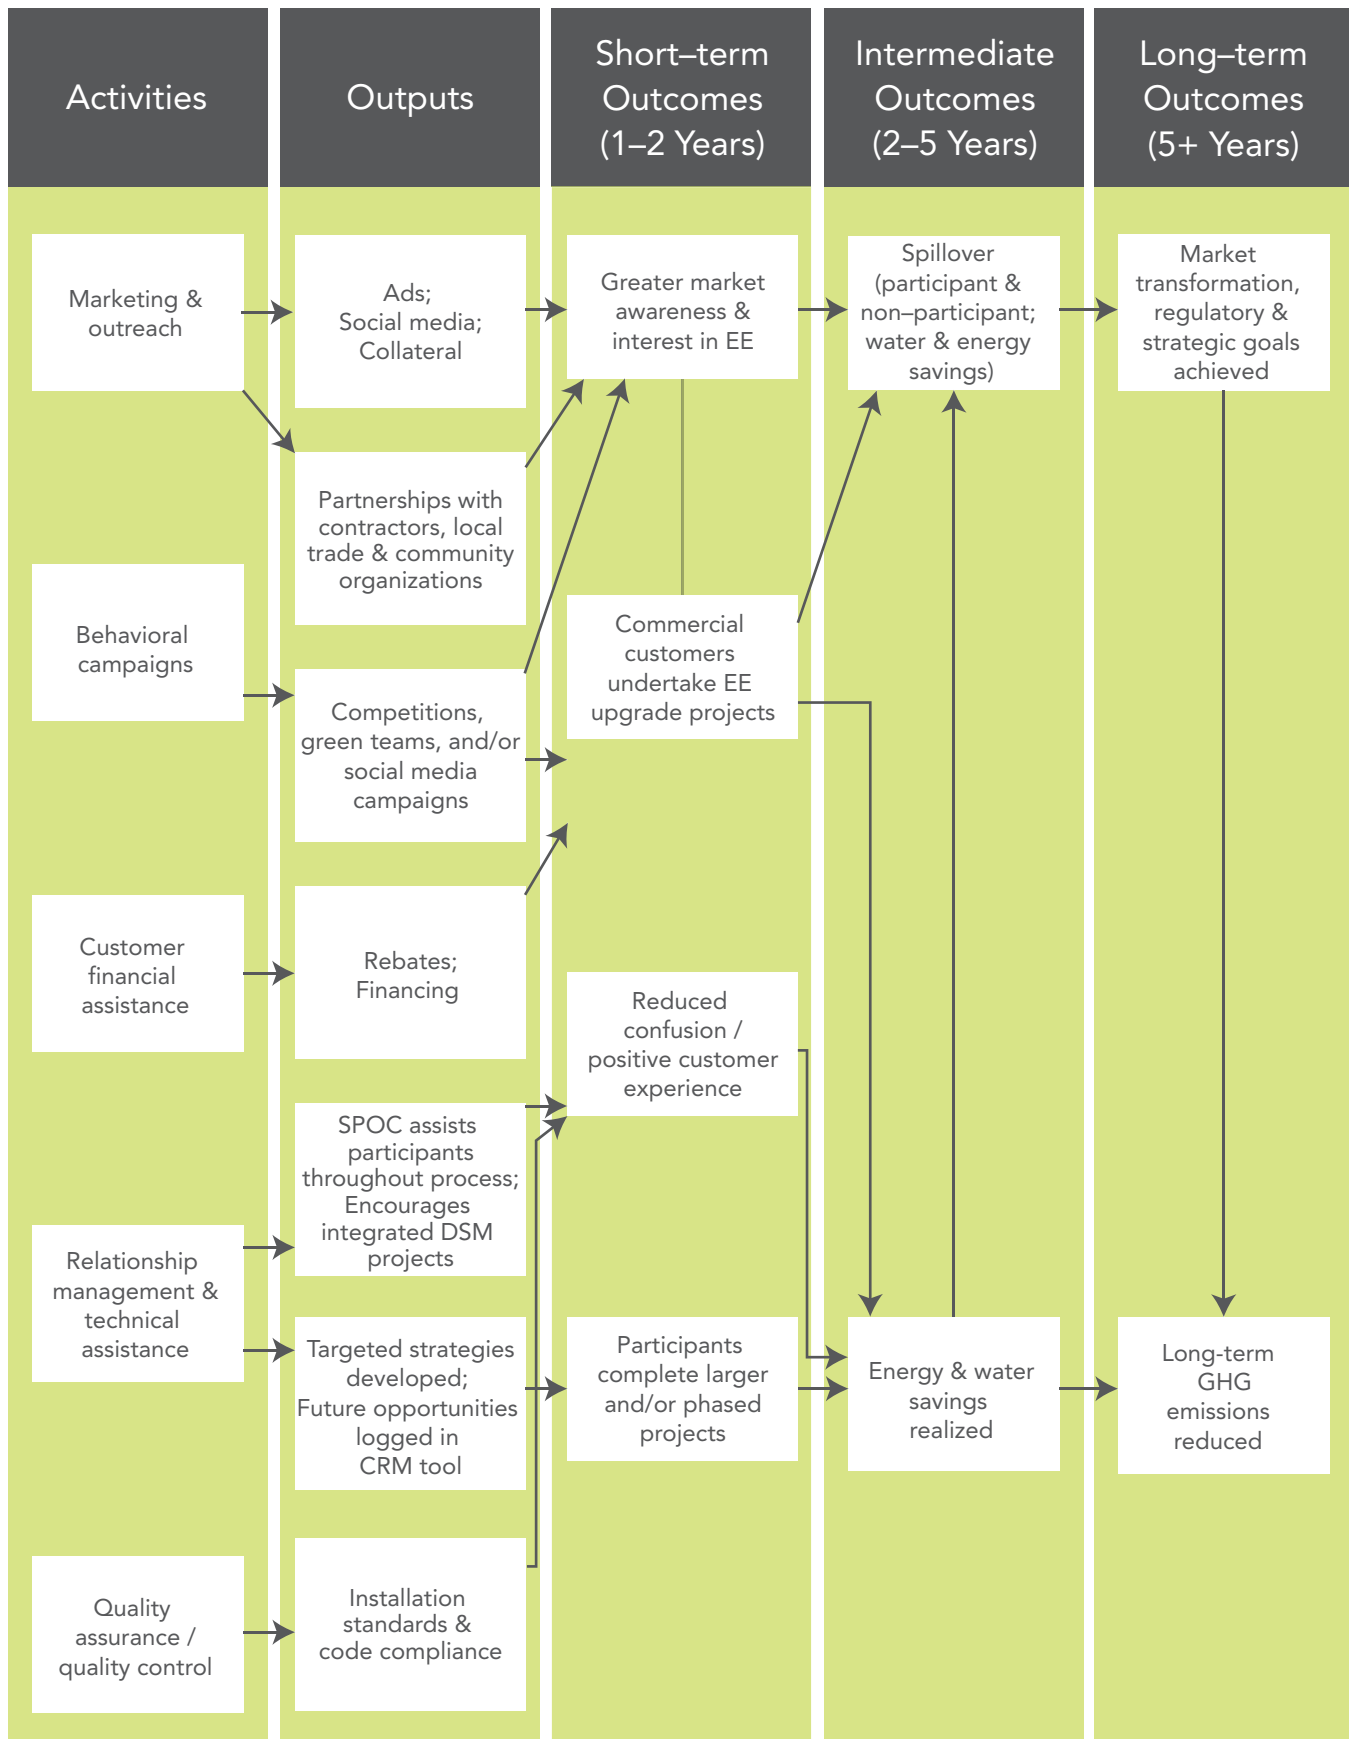 Activities
Outputs
Short–term
Outcomes
(1–2 Years)
Intermediate
Outcomes
(2–5 Years)
Long–term
Outcomes
(5+ Years)
Marketing &
outreach
Behavioral
campaigns
Customer
financial
assistance
Relationship
management &
technical
assistance
Quality
assurance /
quality control
Ads;
Social media;
Collateral
Partnerships with
contractors, local
trade & community
organizations
Competitions,
green teams, and/or
social media
campaigns
Rebates;
Financing
SPOC assists
participants
throughout process;
Encourages
integrated DSM
projects
Targeted strategies
developed;
Future opportunities
logged in
CRM tool
Installation
standards &
code compliance
Greater market
awareness &
interest in EE
Commercial
customers
undertake EE
upgrade projects
Reduced
confusion /
positive customer
experience
Participants
complete larger
and/or phased
projects
Spillover
(participant &
non–participant;
water & energy
savings)
Energy & water
savings
realized
Market
transformation,
regulatory &
strategic goals
achieved
Long-term
GHG
emissions
reduced